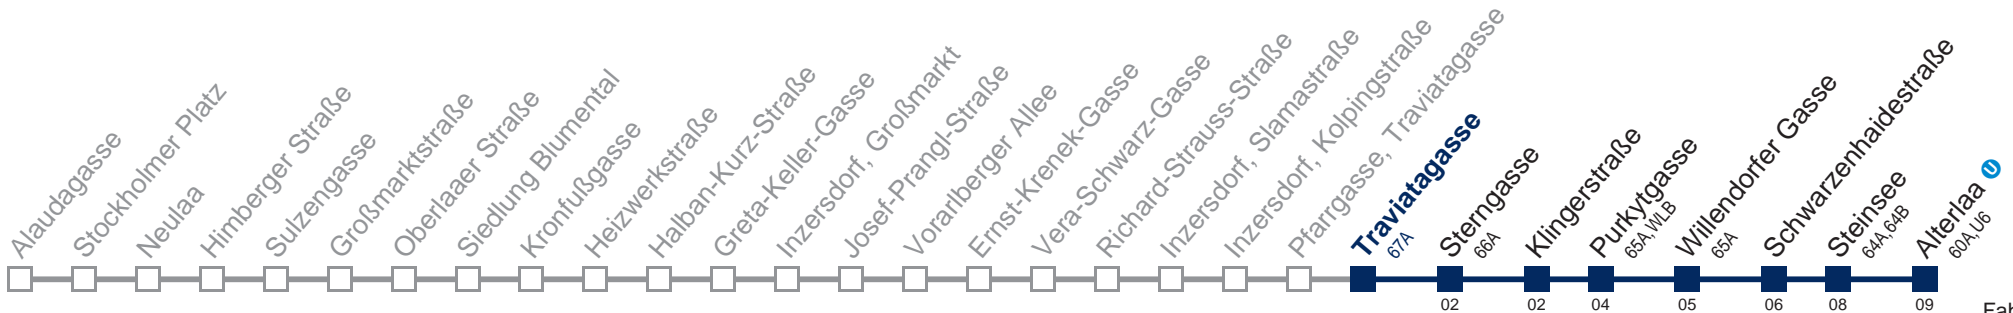 Alaudagasse
Stockholmer Platz
Neulaa
Himberger Straße
Sulzengasse
Großmarktstraße
Oberlaaer Straße
Siedlung Blumental
Kronfußgasse
Heizwerkstraße
Halban-Kurz-Straße
Greta-Keller-Gasse
Inzersdorf, Großmarkt
Josef-Prangl-Straße
Vorarlberger Allee
Ernst-Krenek-Gasse
Vera-Schwarz-Gasse
Richard-Strauss-Straße
Inzersdorf, Slamastraße
Inzersdorf, Kolpingstraße
Pfarrgasse, Traviatagasse
Traviatagasse
67A
Sterngasse
66A
Klingerstraße
Purkytgasse
65A, WLB
Willendorfer Gasse
65A
Schwarzenhaidestraße
Steinsee
64A, 64B
Alterlaa U
60A, U6
02 02 04 05 06 08 09